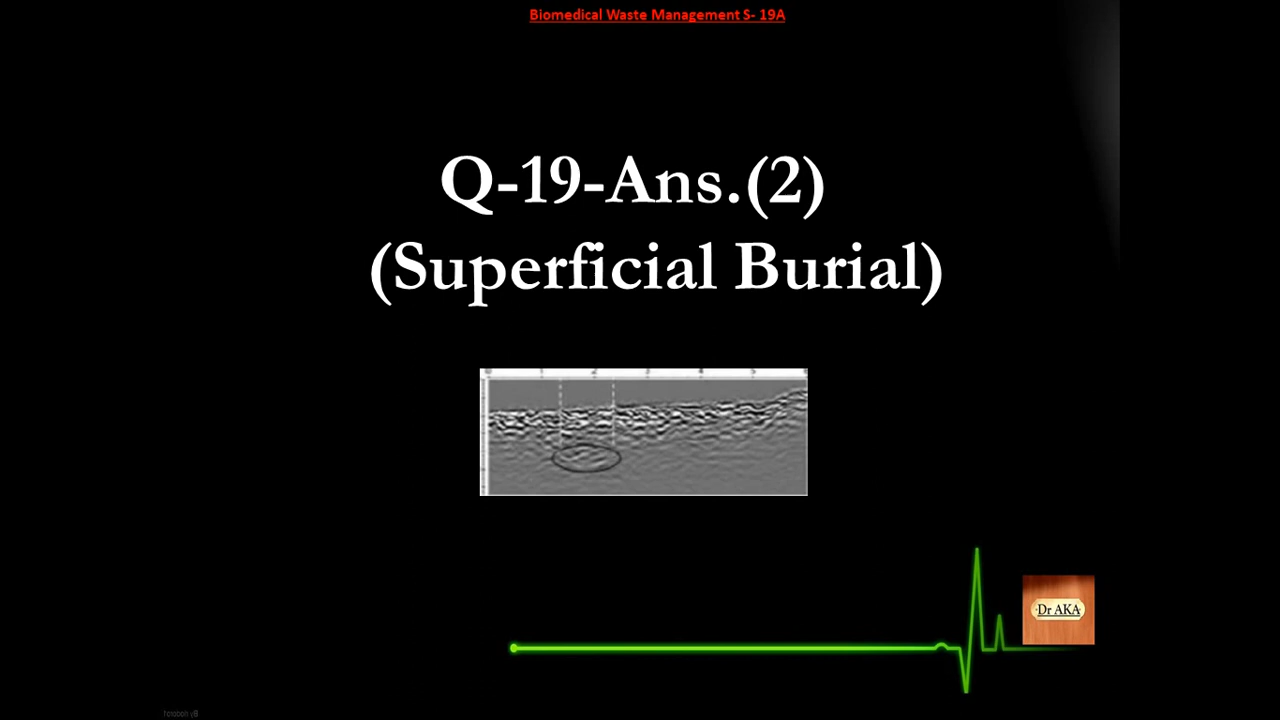 Biomedical Waste Management S- 19A
Q-19-Ans.(2)
(Superficial Burial)
Dr AKA